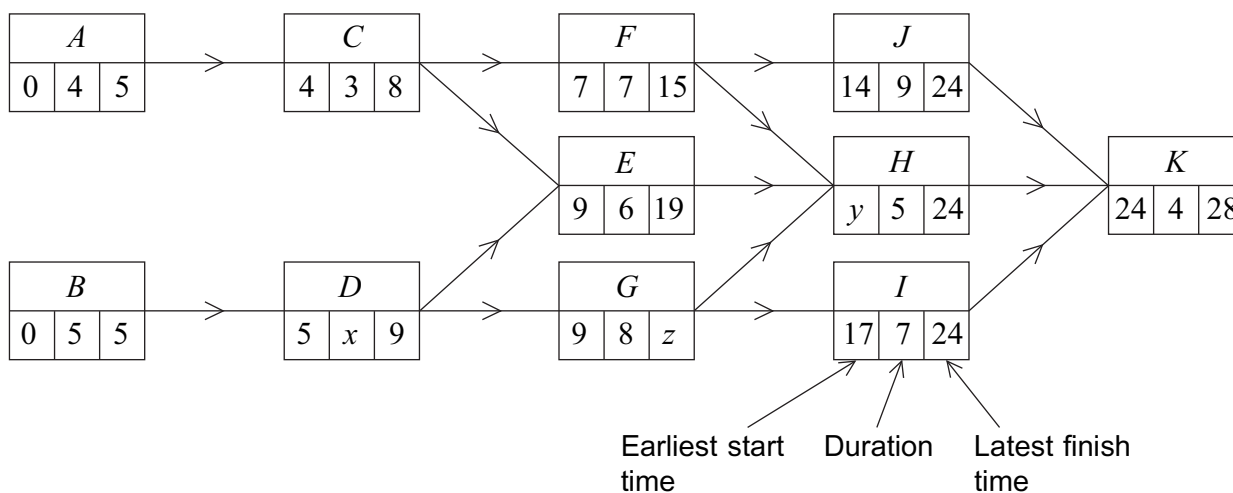 A C F J
0 4 5 4 3 8 7 7 15 14 9 24
E H K
9 6 19 y 5 24 24 4 28
B D G I
0 5 5 5 x 9 9 8 z 17 7 24
Earliest start Duration Latest finish
time time